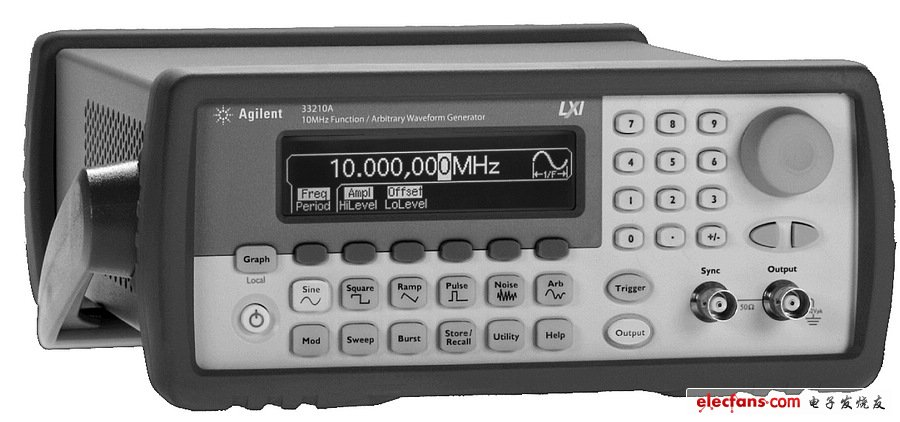 Agilent
33210A
10MHz Function / Arbitrary Waveform Generator
LXI
10.000,000MHz
1/F
Freq Ampl Offset
Period HiLevel LoLevel
7 8 9
4 5 6
1 2 3
0 . +/-
Graph
Local
Sine Square Ramp Pulse Noise Arb
Trigger
Sync Output
50Ω
Mod Sweep Burst Store/ Recall Utility Help
Output
elecfans.com 电子发烧友